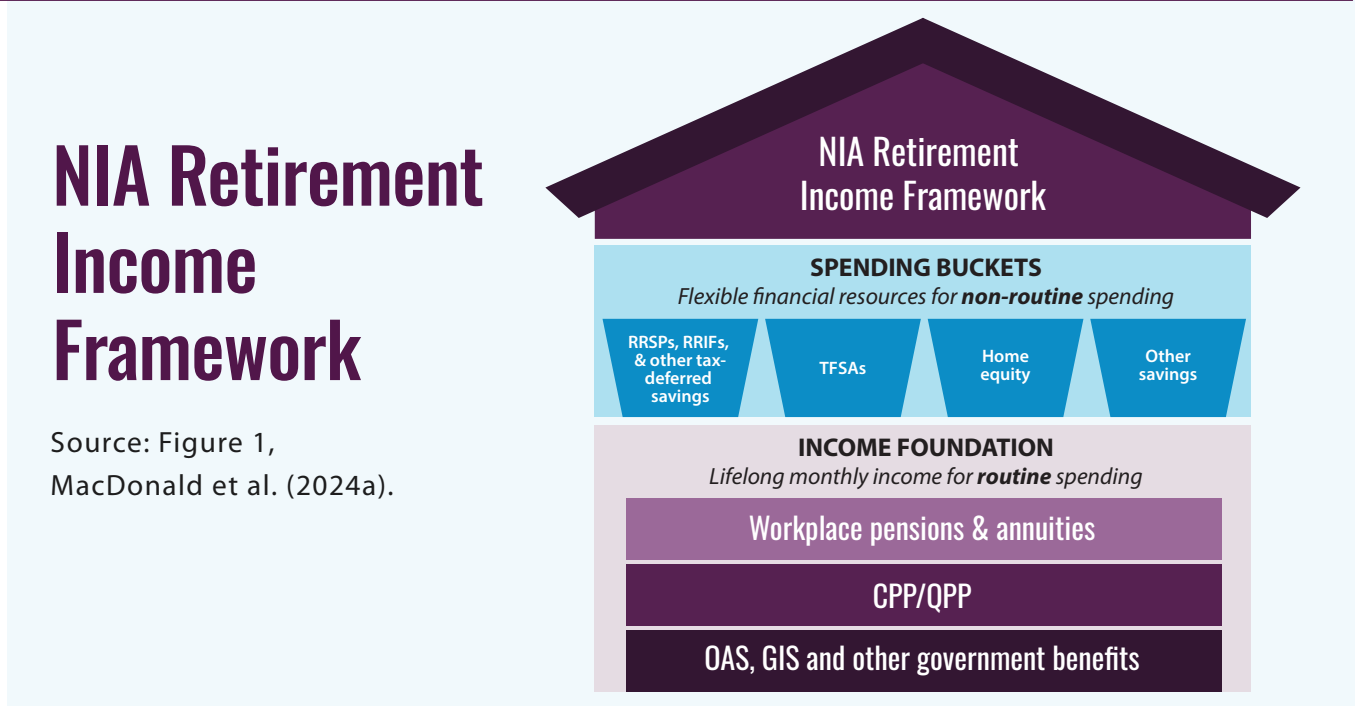 NIA Retirement
Income
Framework
Source: Figure 1,
MacDonald et al. (2024a).
NIA Retirement
Income Framework
SPENDING BUCKETS
Flexible financial resources for non-routine spending
RRSPs, RRIFs,
& other tax-
deferred
savings
TFSAs
Home
equity
Other
savings
INCOME FOUNDATION
Lifelong monthly income for routine spending
Workplace pensions & annuities
CPP/QPP
OAS, GIS and other government benefits